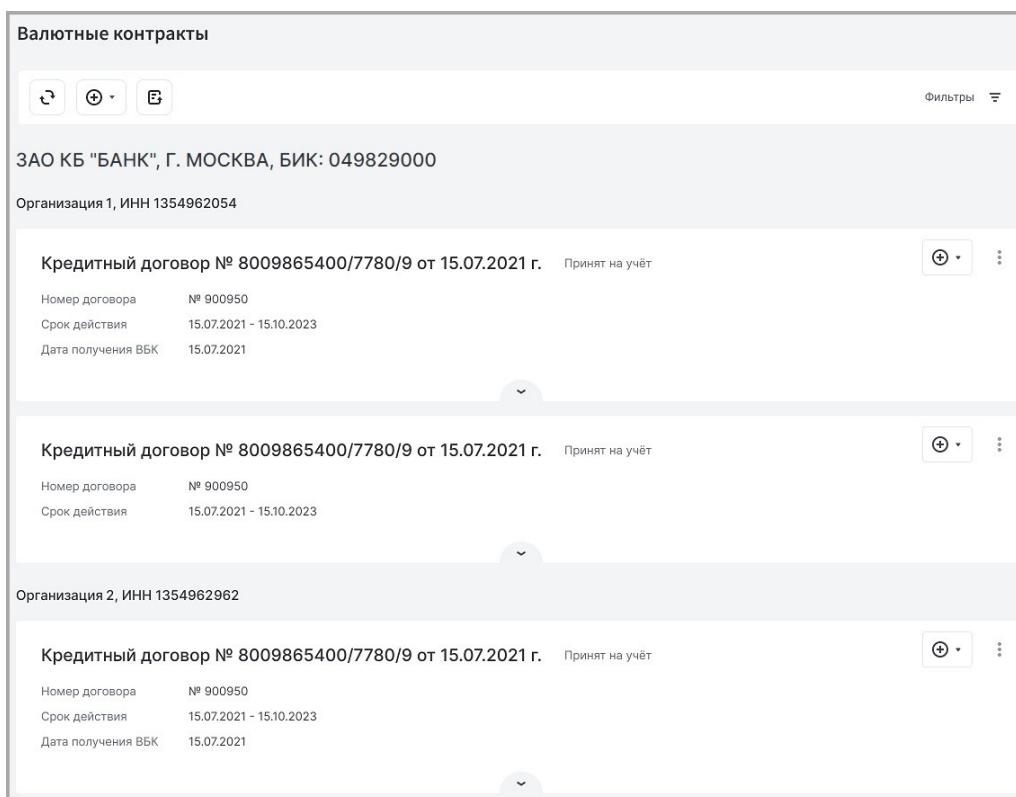 Валютные контракты
Фильтры
ЗАО КБ "БАНК", Г. МОСКВА, БИК: 049829000
Организация 1, ИНН 1354962054
Кредитный договор № 8009865400/7780/9 от 15.07.2021 г. Принят на учёт
Номер договора № 900950
Срок действия 15.07.2021 - 15.10.2023
Дата получения ВБК 15.07.2021
Кредитный договор № 8009865400/7780/9 от 15.07.2021 г. Принят на учёт
Номер договора № 900950
Срок действия 15.07.2021 - 15.10.2023
Организация 2, ИНН 1354962962
Кредитный договор № 8009865400/7780/9 от 15.07.2021 г. Принят на учёт
Номер договора № 900950
Срок действия 15.07.2021 - 15.10.2023
Дата получения ВБК 15.07.2021